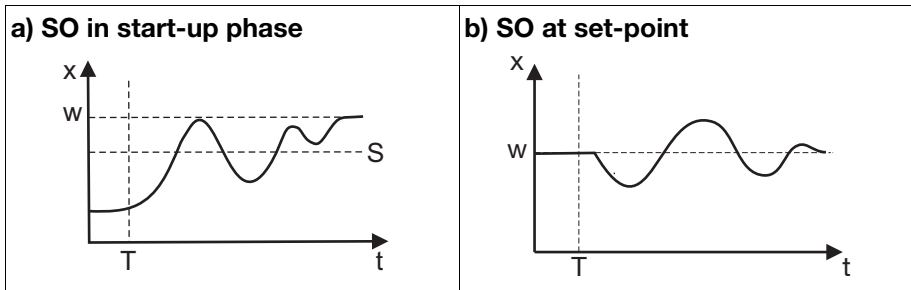 a) SO in start-up phase
x
w
S
T
t
b) SO at set-point
x
w
T
t